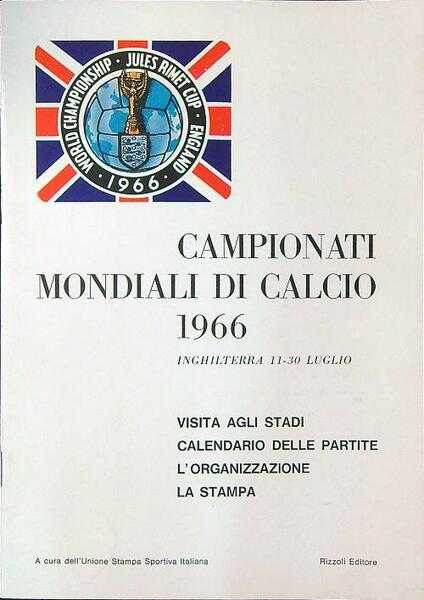 WORLD CHAMPIONSHIP · JULES RIMET CUP · ENGLAND
· 1966 ·
CAMPIONATI
MONDIALI DI CALCIO
1966
INGHILTERRA 11-30 LUGLIO
VISITA AGLI STADI
CALENDARIO DELLE PARTITE
L'ORGANIZZAZIONE
LA STAMPA
A cura dell'Unione Stampa Sportiva Italiana
Rizzoli Editore